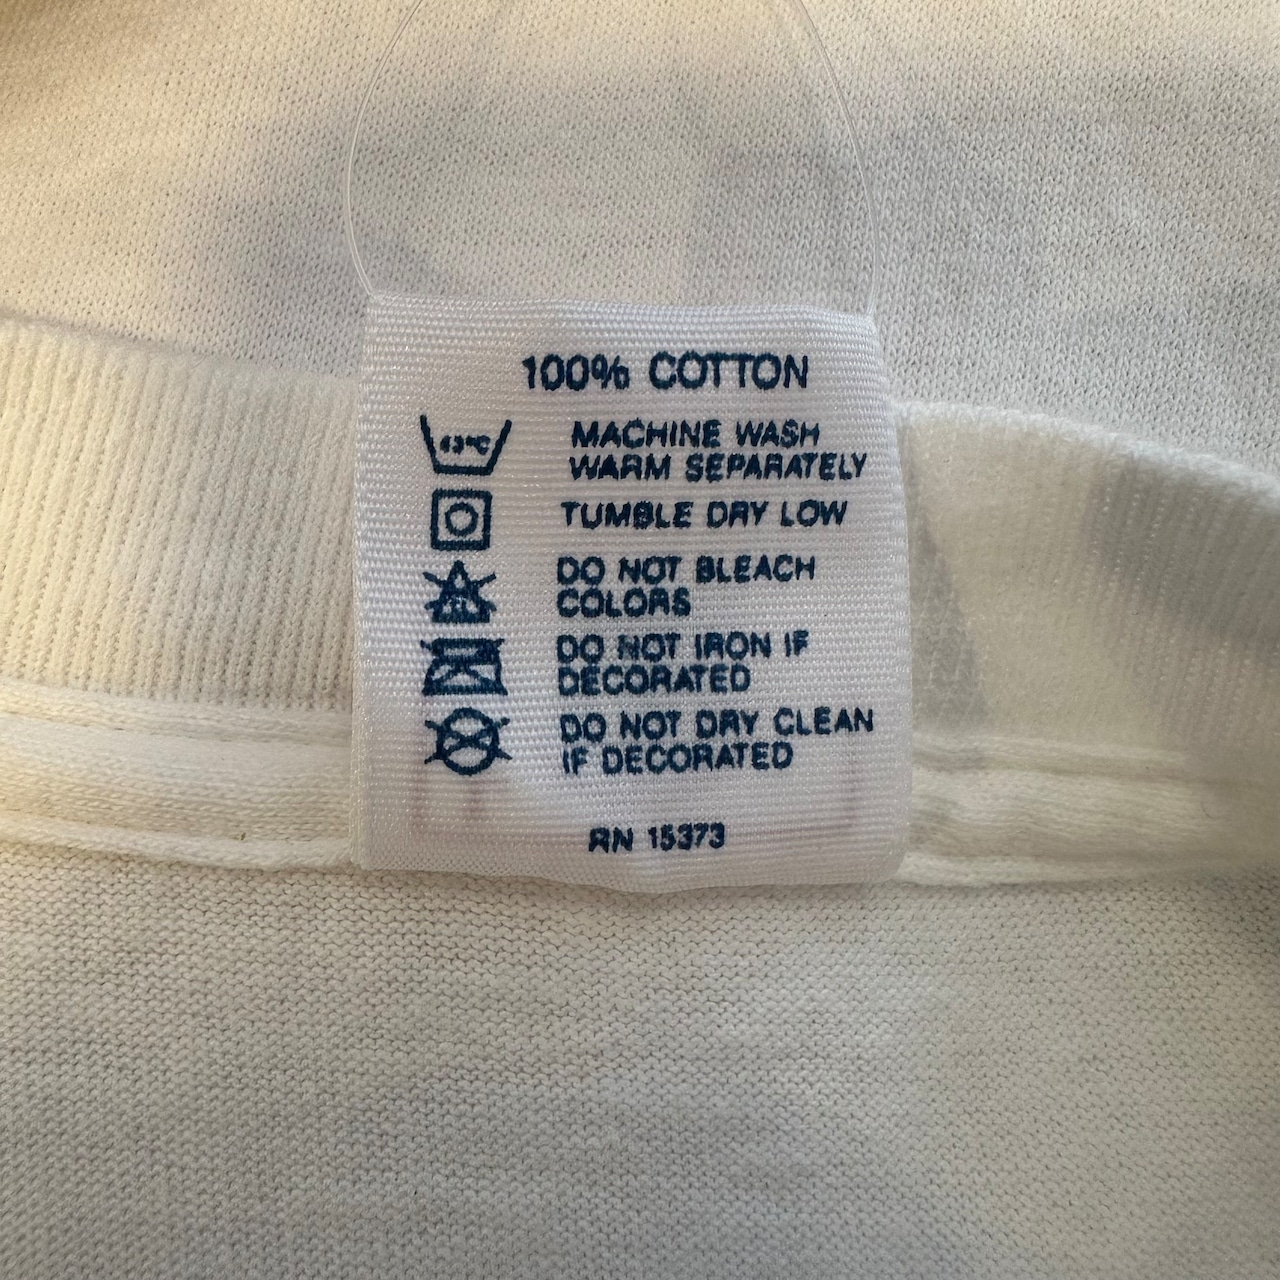 100% COTTON
MACHINE WASH
WARM SEPARATELY
TUMBLE DRY LOW
DO NOT BLEACH
COLORS
DO NOT IRON IF
DECORATED
DO NOT DRY CLEAN
IF DECORATED
RN 15373